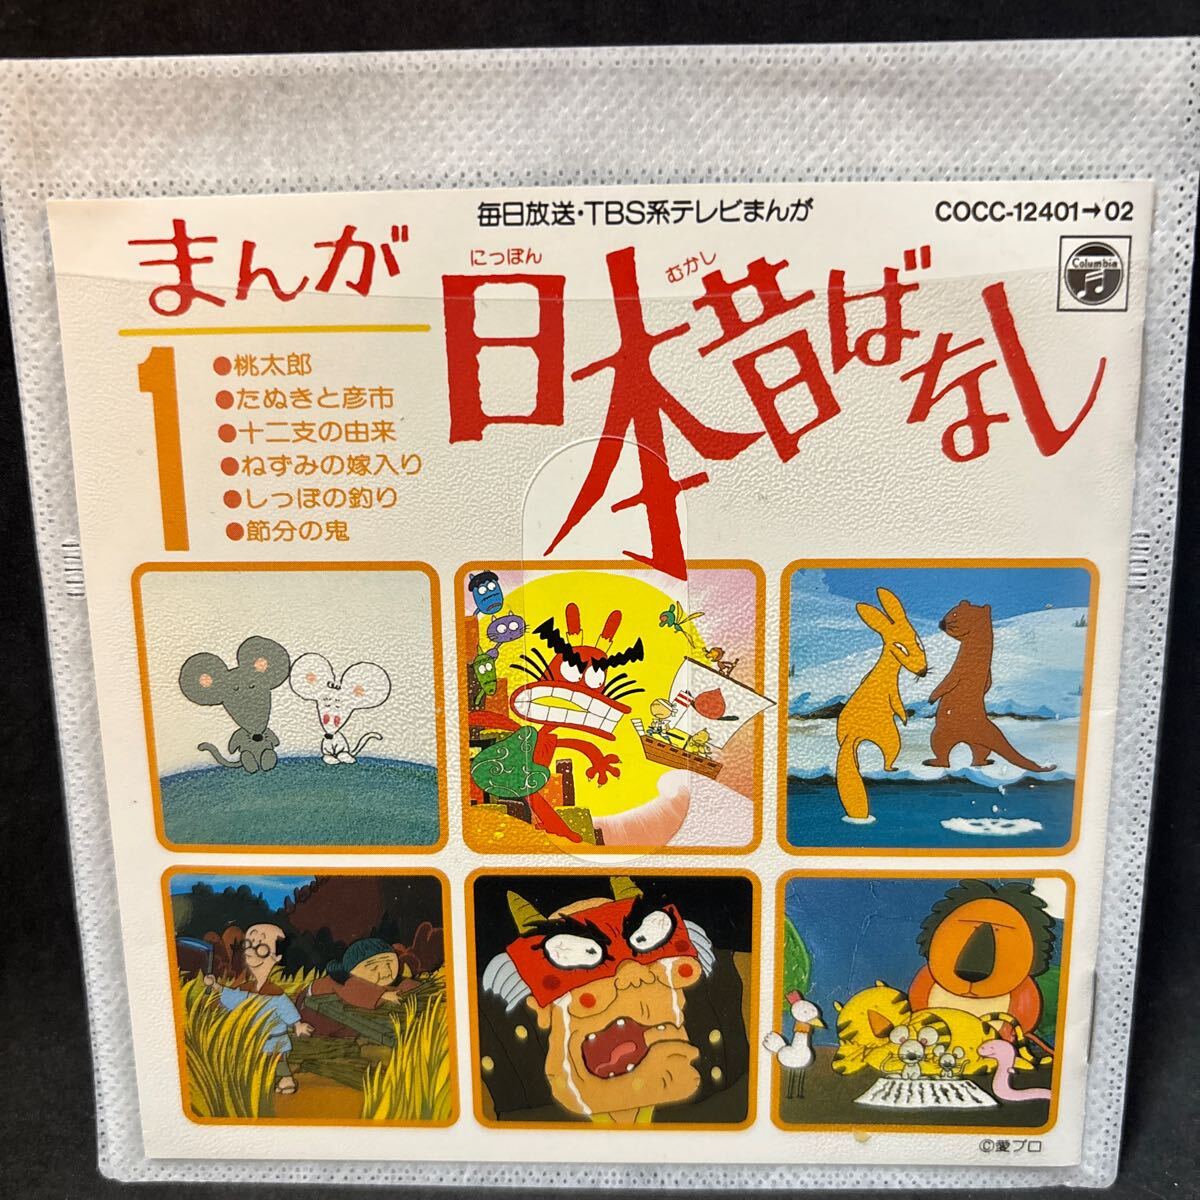 毎日放送・TBS系テレビまんが
COCC-12401→02
Columbia
まんが
にっぽん
むかし
日本昔ばなし
1
●桃太郎
●たぬきと彦市
●十二支の由来
●ねずみの嫁入り
●しっぽの釣り
●節分の鬼
©愛プロ